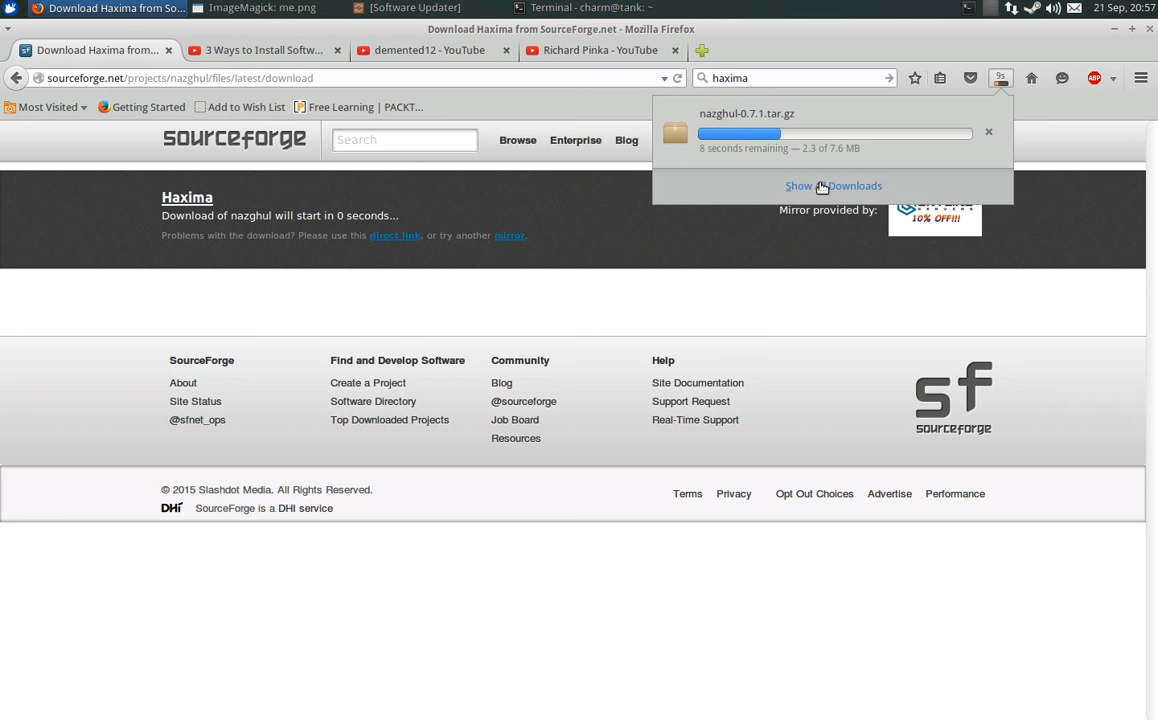 Download Haxima from So... ImageMagick: me.png [Software Updater] Terminal - charm@tank: ~ 21 Sep, 20:57
Download Haxima from SourceForge.net - Mozilla Firefox
Download Haxima from... 3 Ways to Install Softw... demented12 - YouTube Richard Pinka - YouTube
sourceforge.net/projects/nazghul/files/latest/download haxima 9s ABP
Most Visited Getting Started Add to Wish List Free Learning | PACKT...
nazghul-0.7.1.tar.gz
8 seconds remaining — 2.3 of 7.6 MB
Show All Downloads
sourceforge Search Browse Enterprise Blog
Haxima
Download of nazghul will start in 0 seconds...
Problems with the download? Please use this direct link, or try another mirror.
Mirror provided by:
10% OFF!!!
SourceForge
About
Site Status
@sfnet_ops
Find and Develop Software
Create a Project
Software Directory
Top Downloaded Projects
Community
Blog
@sourceforge
Job Board
Resources
Help
Site Documentation
Support Request
Real-Time Support
sf
sourceforge
© 2015 Slashdot Media. All Rights Reserved.
DHI SourceForge is a DHI service
Terms Privacy Opt Out Choices Advertise Performance